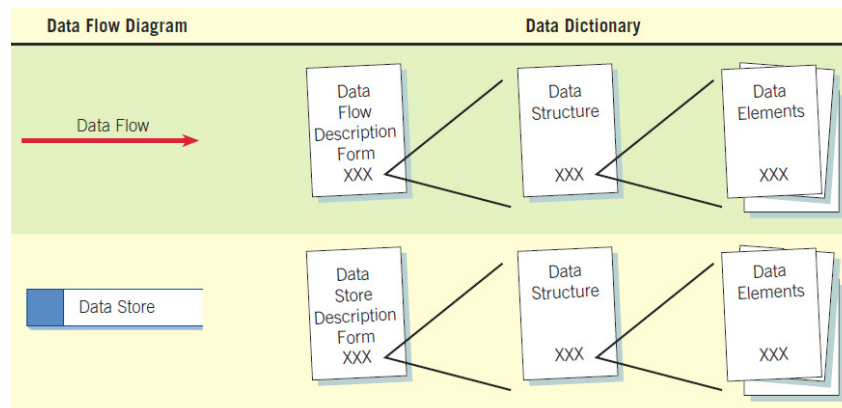 Data Flow Diagram
Data Dictionary
Data Flow
Data
Flow
Description
Form
XXX
Data
Structure
XXX
Data
Elements
XXX
Data Store
Data
Store
Description
Form
XXX
Data
Structure
XXX
Data
Elements
XXX